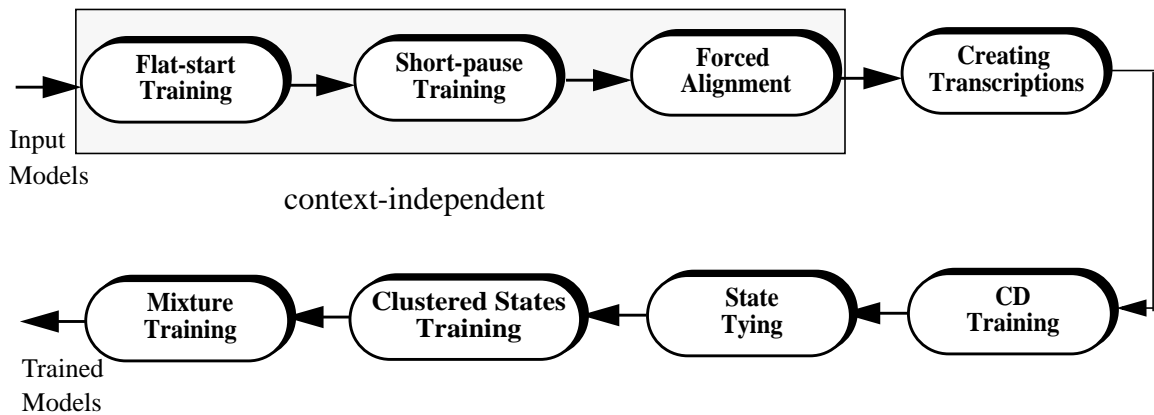 Flat-start
Training
Short-pause
Training
Forced
Alignment
Creating
Transcriptions
Input
Models
context-independent
CD
Training
State
Tying
Clustered States
Training
Mixture
Training
Trained
Models